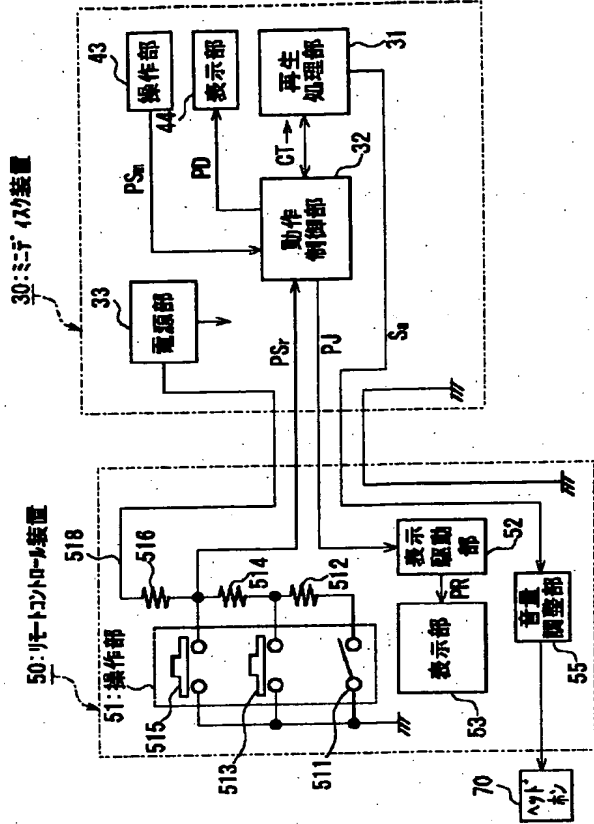 30:ミニディスク装置
33
電源部
43
操作部
44
表示部
31
再生
処理部
CT
32
動作
制御部
PSm
PD
PSr
PJ
Sa
50:リモートコントロール装置
51:操作部
518
516
514
512
515
513
511
表示
駆動部
52
PR
表示部
53
音量
調整部
55
70
ヘッド
ホン